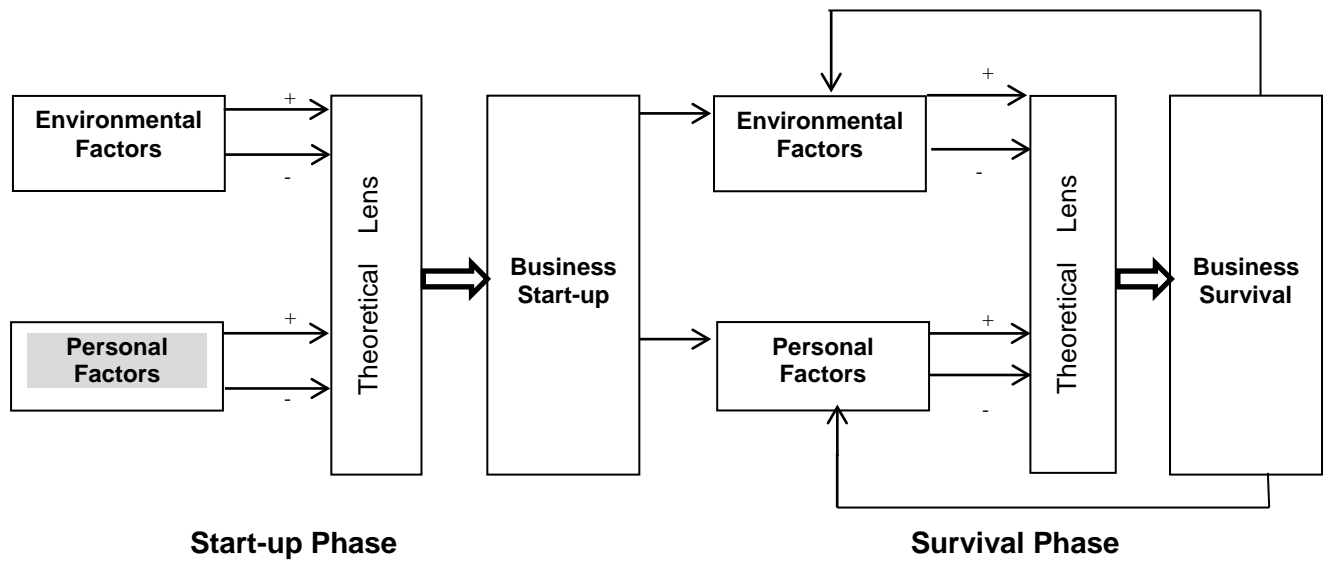 +
Environmental
Factors
-
+
Personal
Factors
-
Theoretical Lens
Business
Start-up
Environmental
Factors
+
-
Personal
Factors
+
-
Theoretical Lens
Business
Survival
Start-up Phase
Survival Phase